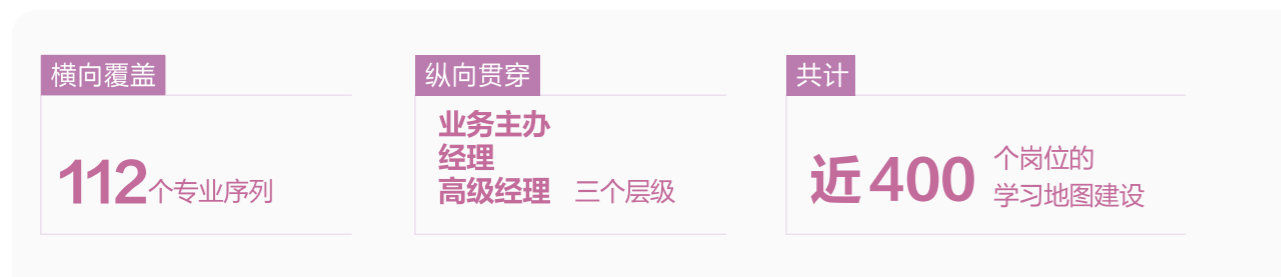 横向覆盖
112个专业序列
纵向贯穿
业务主办
经理
高级经理 三个层级
共计
近400 个岗位的
学习地图建设